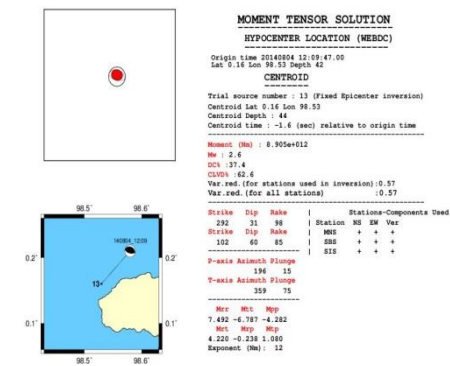 MOMENT TENSOR SOLUTION
HYPOCENTER LOCATION (WEBDC)
Origin time 20140804 12:09:47.00
Lat 0.16 Lon 98.53 Depth 42
CENTROID
Trial source number : 13 (Fixed Epicenter inversion)
Centroid Lat 0.16 Lon 98.53
Centroid Depth : 44
Centroid time : -1.6 (sec) relative to origin time
Moment (Nm) : 8.905e+012
Mw : 2.6
DC% :37.4
CLVD% :62.6
Var.red.(for stations used in inversion):0.57
Var.red.(for all stations) :0.57
Strike Dip Rake | Stations-Components Used
292 31 98 | Station NS EW Ver
Strike Dip Rake | MNS + + +
102 60 85 | SBS + + +
| SIS + + +
P-axis Azimuth Plunge
196 15
T-axis Azimuth Plunge
359 75
Mrr Mtt Mpp
7.492 -6.787 -4.282
Mrt Mrp Mtp
4.220 -0.238 1.080
Exponent (Nm): 12
98.5˚ 98.6˚
140804_12:09
0.2˚ 0.2˚
13
0.1˚ 0.1˚
98.5˚ 98.6˚